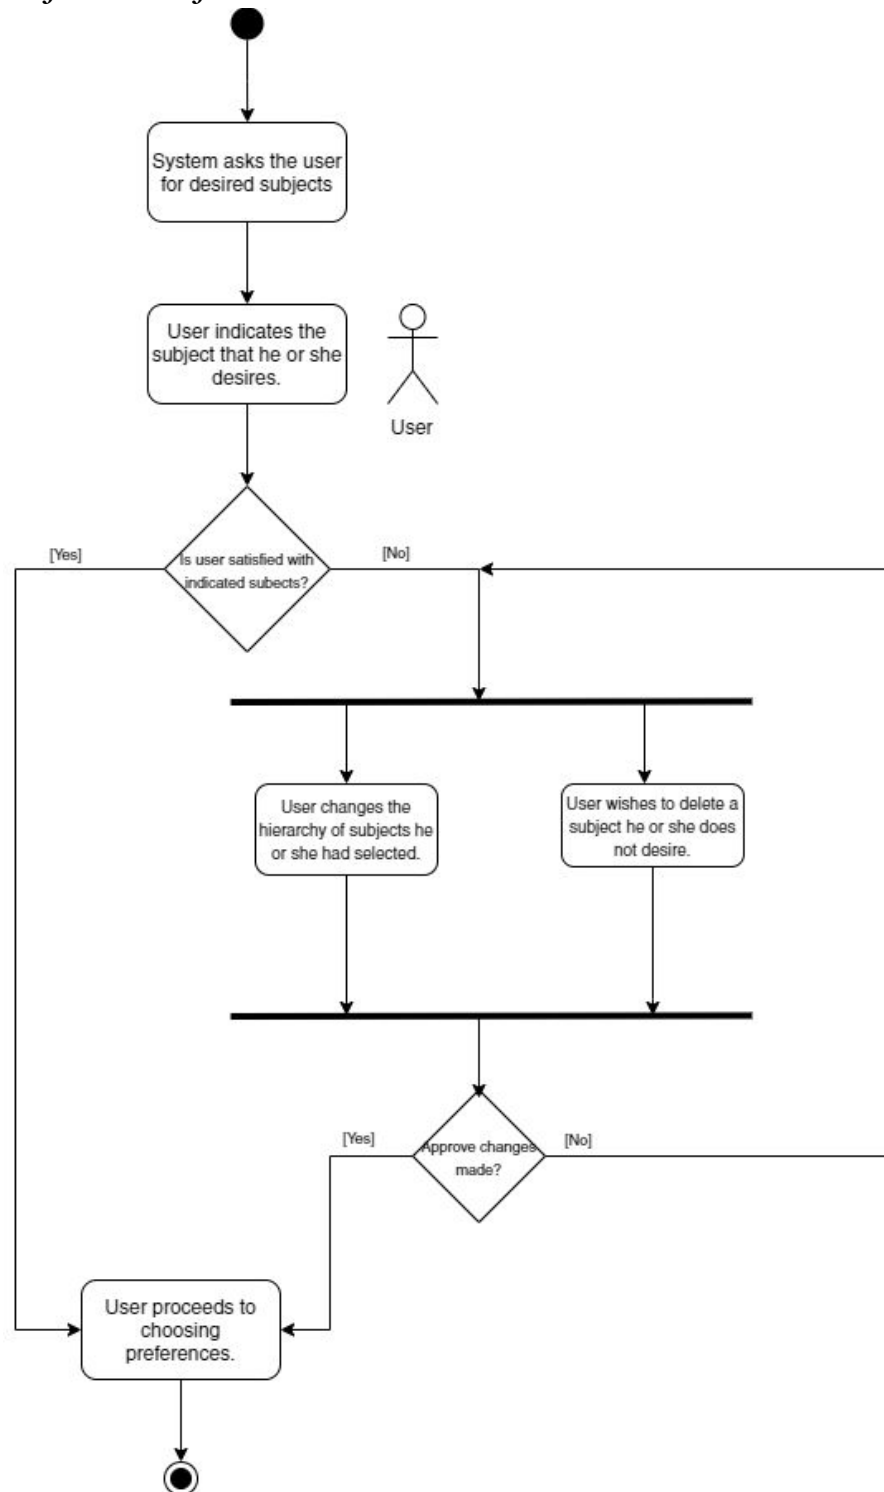 System asks the user
for desired subjects
User indicates the
subject that he or she
desires.
User
[Yes]
Is user satisfied with
indicated subects?
[No]
User changes the
hierarchy of subjects he
or she had selected.
User wishes to delete a
subject he or she does
not desire.
[Yes]
Approve changes
made?
[No]
User proceeds to
choosing
preferences.